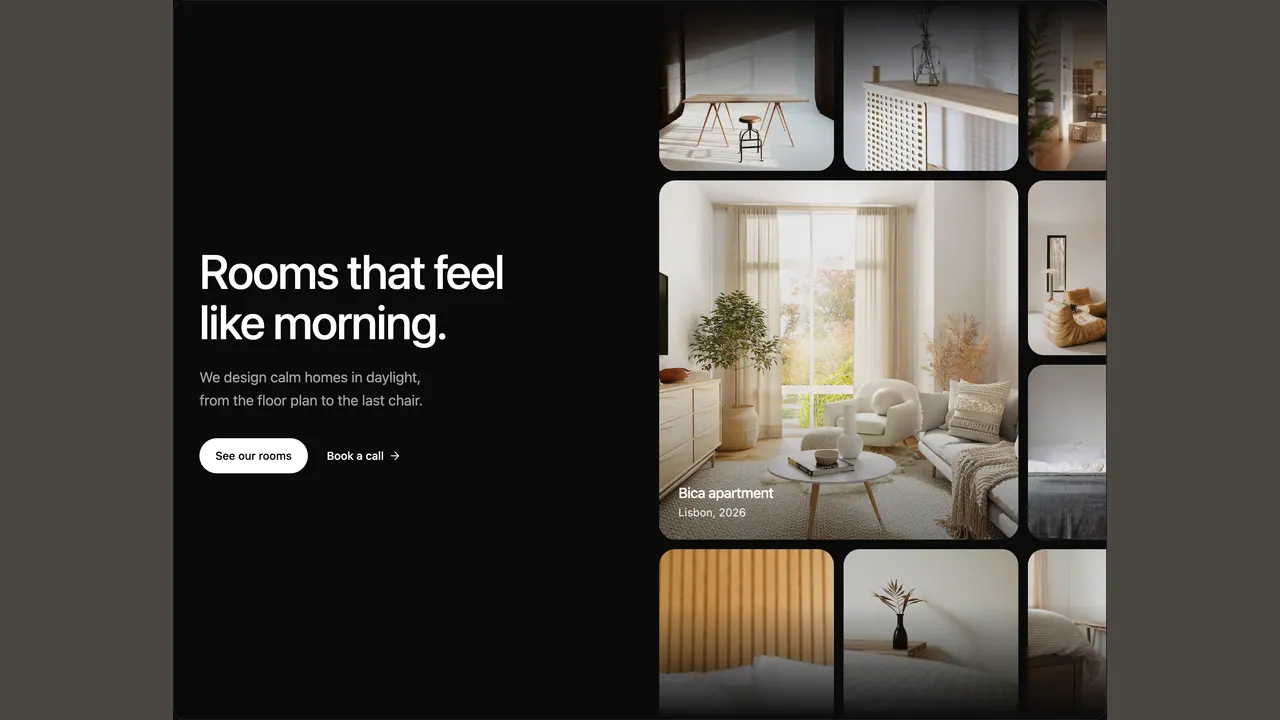 Rooms that feel
like morning.
We design calm homes in daylight,
from the floor plan to the last chair.
See our rooms
Book a call →
Bica apartment
Lisbon, 2026